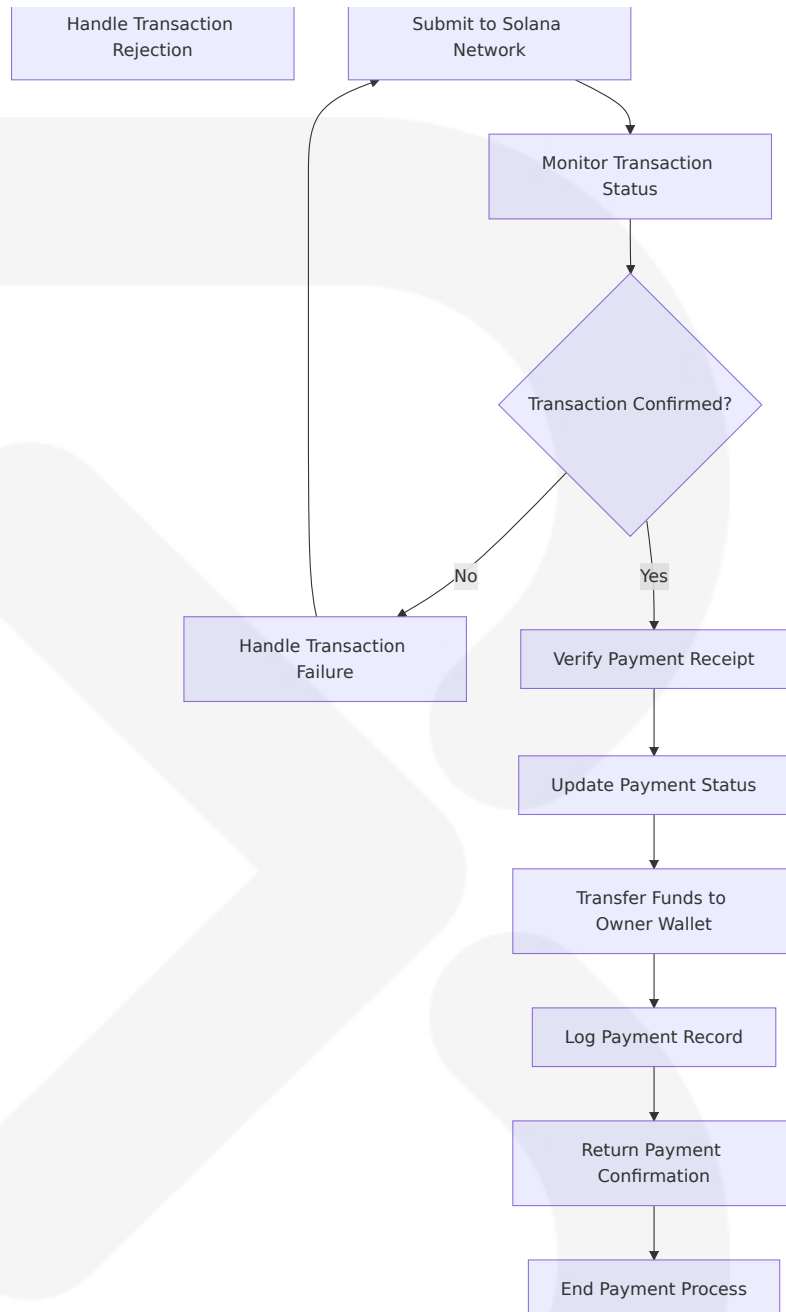 Handle Transaction
Rejection
Submit to Solana
Network
Monitor Transaction
Status
Transaction Confirmed?
No
Yes
Handle Transaction
Failure
Verify Payment Receipt
Update Payment Status
Transfer Funds to
Owner Wallet
Log Payment Record
Return Payment
Confirmation
End Payment Process